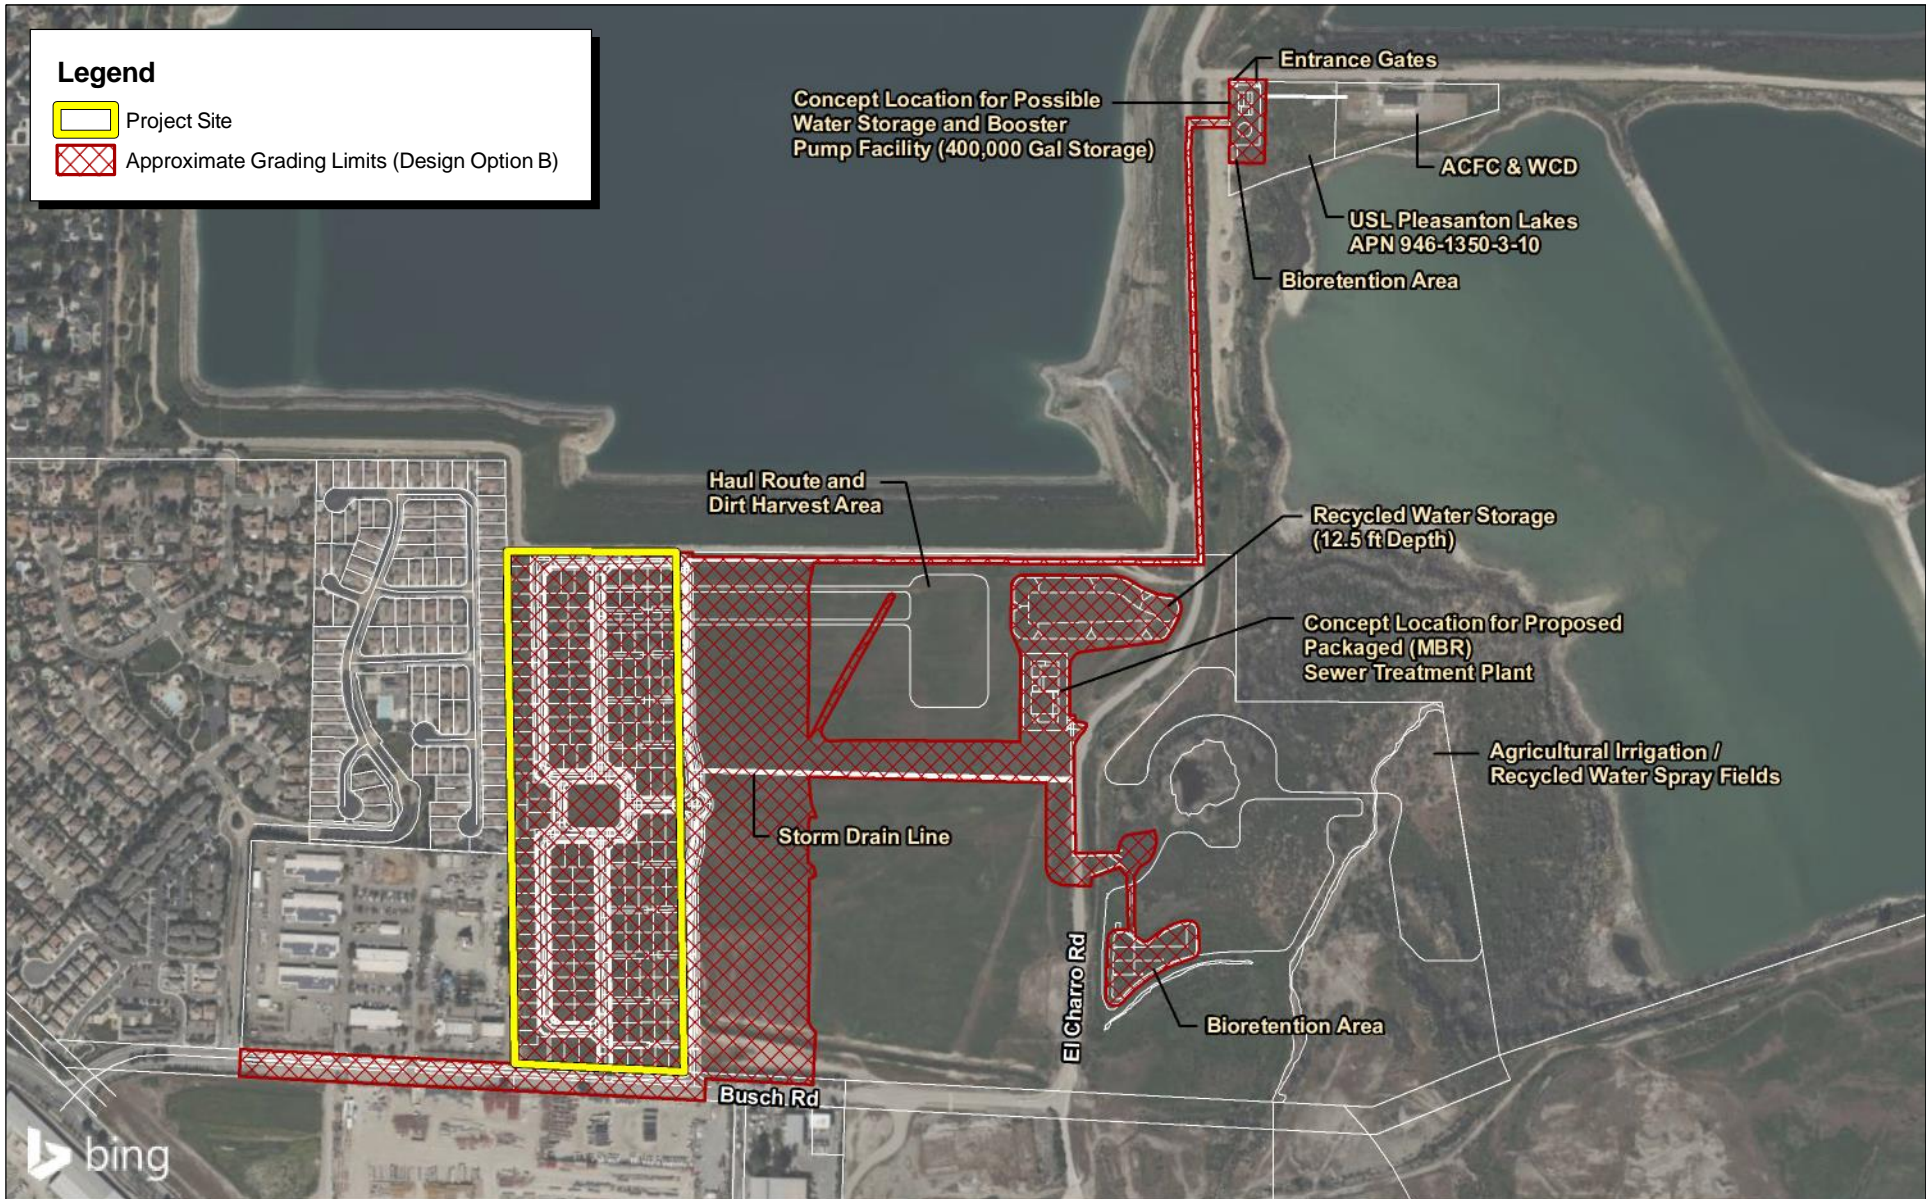 Legend
Project Site
Approximate Grading Limits (Design Option B)
Entrance Gates
Concept Location for Possible
Water Storage and Booster
Pump Facility (400,000 Gal Storage)
ACFC & WCD
USL Pleasanton Lakes
APN 946-1350-3-10
Bioretention Area
Haul Route and
Dirt Harvest Area
Recycled Water Storage
(12.5 ft Depth)
Concept Location for Proposed
Packaged (MBR)
Sewer Treatment Plant
Agricultural Irrigation /
Recycled Water Spray Fields
Storm Drain Line
El Charro Rd
Bioretention Area
Busch Rd
bing